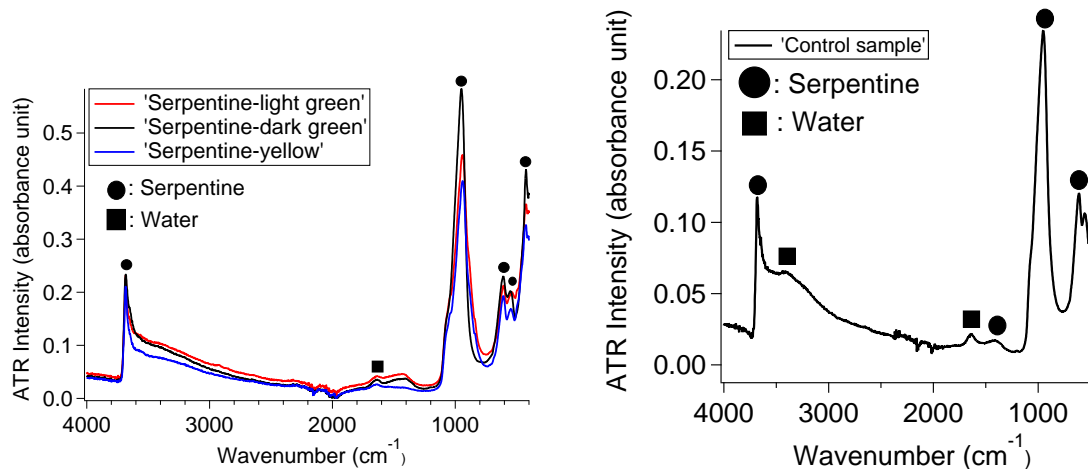 ATR Intensity (absorbance unit)
0.5
0.4
0.3
0.2
0.1
0.0
'Serpentine-light green'
'Serpentine-dark green'
'Serpentine-yellow'
: Serpentine
: Water
4000 3000 2000 1000
Wavenumber (cm⁻¹)
ATR Intensity (absorbance unit)
0.20
0.15
0.10
0.05
0.00
'Control sample'
: Serpentine
: Water
4000 3000 2000 1000
Wavenumber (cm⁻¹)